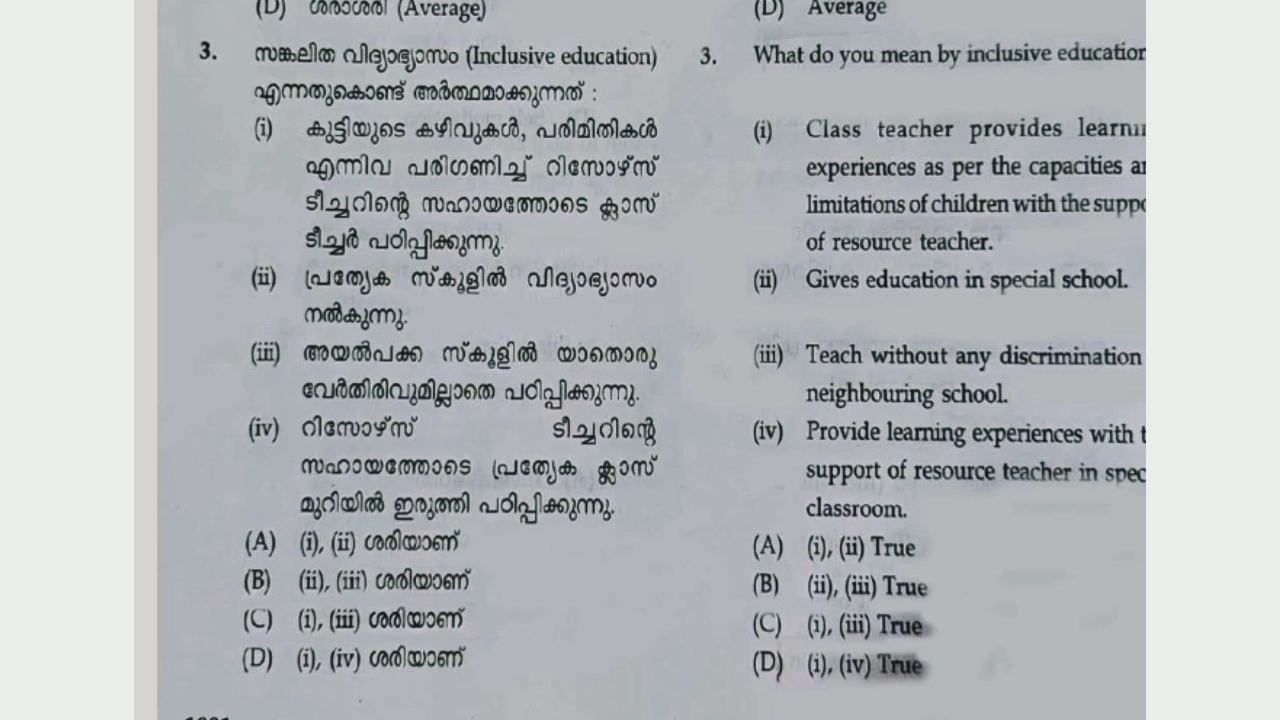 (D) ശരാശരി (Average)
3. സങ്കലിത വിദ്യാഭ്യാസം (Inclusive education)
എന്നതുകൊണ്ട് അർത്ഥമാക്കുന്നത് :
(i) കുട്ടിയുടെ കഴിവുകൾ, പരിമിതികൾ
എന്നിവ പരിഗണിച്ച് റിസോഴ്സ്
ടീച്ചറിന്റെ സഹായത്തോടെ ക്ലാസ്
ടീച്ചർ പഠിപ്പിക്കുന്നു.
(ii) പ്രത്യേക സ്കൂളിൽ വിദ്യാഭ്യാസം
നൽകുന്നു.
(iii) അയൽപക്ക സ്കൂളിൽ യാതൊരു
വേർതിരിവുമില്ലാതെ പഠിപ്പിക്കുന്നു.
(iv) റിസോഴ്സ് ടീച്ചറിന്റെ
സഹായത്തോടെ പ്രത്യേക ക്ലാസ്
മുറിയിൽ ഇരുത്തി പഠിപ്പിക്കുന്നു.
(A) (i), (ii) ശരിയാണ്
(B) (ii), (iii) ശരിയാണ്
(C) (i), (iii) ശരിയാണ്
(D) (i), (iv) ശരിയാണ്
(D) Average
3. What do you mean by inclusive education
(i) Class teacher provides
experiences as per the capacities
limitations of children with the
of resource teacher.
(ii) Gives education in special school.
(iii) Teach without any discrimination
neighbouring school.
(iv) Provide learning experiences with
support of resource teacher in
classroom.
(A) (i), (ii) True
(B) (ii), (iii) True
(C) (i), (iii) True
(D) (i), (iv) True